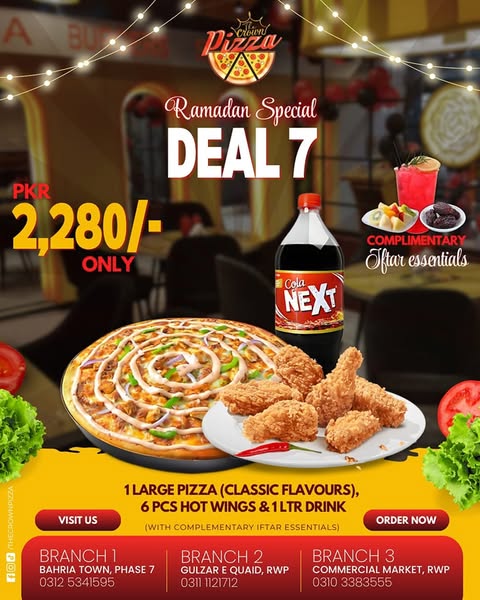 The Crown
Pizza
Ramadan Special
DEAL 7
PKR
2,280/-
ONLY
COMPLIMENTARY
Iftar essentials
Cola
NEXT
1 LARGE PIZZA (CLASSIC FLAVOURS),
6 PCS HOT WINGS & 1 LTR DRINK
(WITH COMPLEMENTARY IFTAR ESSENTIALS)
VISIT US
ORDER NOW
BRANCH 1
BAHRIA TOWN, PHASE 7
0312 5341595
BRANCH 2
GULZAR E QUAID, RWP
0311 1121712
BRANCH 3
COMMERCIAL MARKET, RWP
0310 3383555
/THECROWNPIZZA